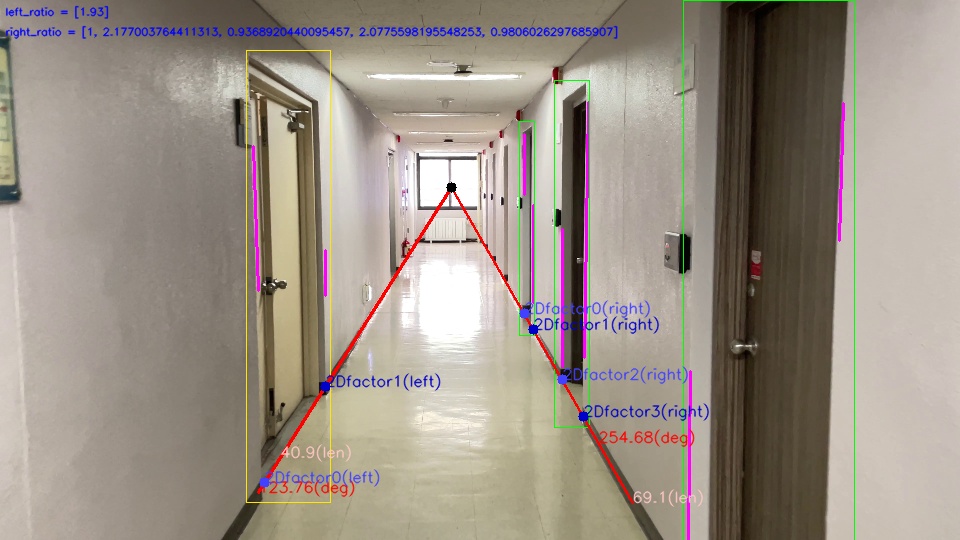 left_ratio = [1.93]
right_ratio = [1, 2.177003764411313, 0.9368920440095457, 2.0775598195548253, 0.9806026297685907]
2Dfactor0(right)
2Dfactor1(right)
2Dfactor2(right)
2Dfactor1(left)
2Dfactor3(right)
254.68(deg)
40.9(len)
2Dfactor0(left)
123.76(deg)
69.1(len)